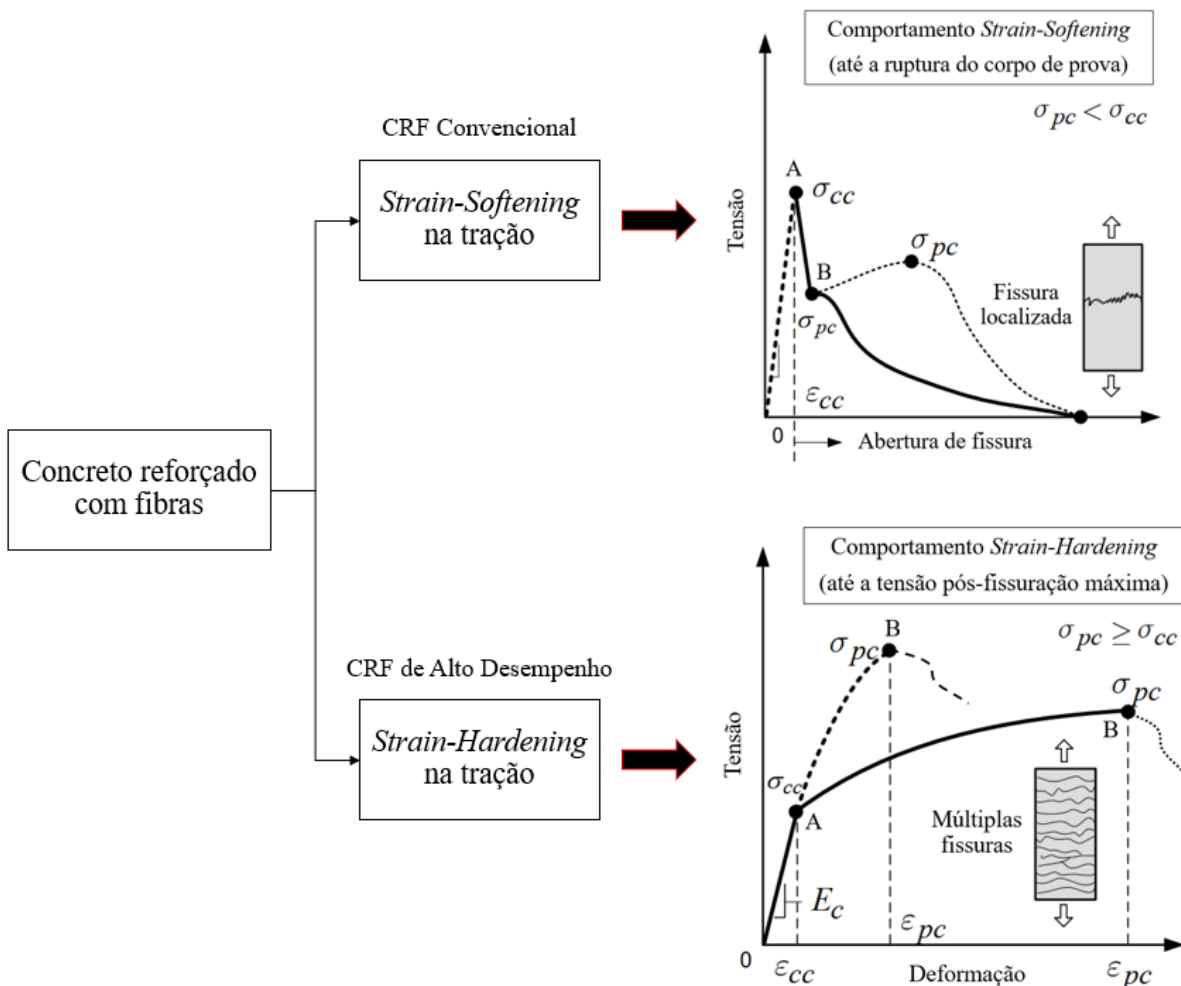 Concreto reforçado
com fibras
CRF Convencional
Strain-Softening
na tração
CRF de Alto Desempenho
Strain-Hardening
na tração
Comportamento Strain-Softening
(até a ruptura do corpo de prova)
σpc < σcc
Tensão
A
σcc
B
σpc
σpc
εcc
Fissura
localizada
0
Abertura de fissura
Comportamento Strain-Hardening
(até a tensão pós-fissuração máxima)
σpc ≥ σcc
Tensão
B
σpc
σpc
B
σcc
A
Múltiplas
fissuras
Ec
εpc
0
εcc
Deformação
εpc